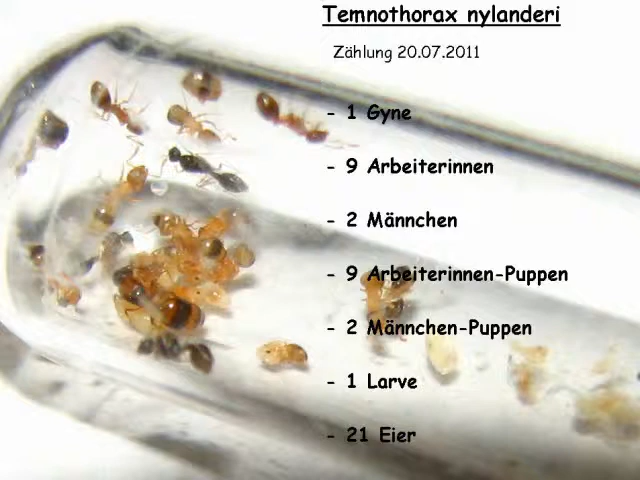 Temnothorax nylanderi
Zählung 20.07.2011
- 1 Gyne
- 9 Arbeiterinnen
- 2 Männchen
- 9 Arbeiterinnen-Puppen
- 2 Männchen-Puppen
- 1 Larve
- 21 Eier